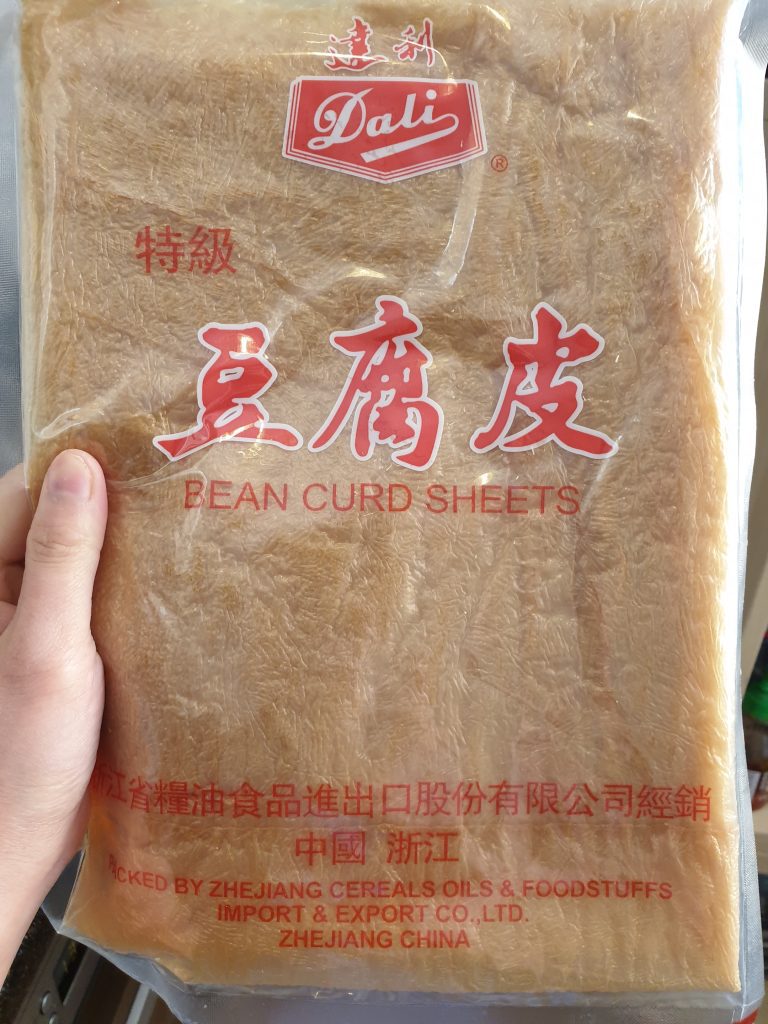 達利
Dali
®
特級
豆腐皮
BEAN CURD SHEETS
浙江省糧油食品進出口股份有限公司經銷
中國 浙江
PACKED BY ZHEJIANG CEREALS OILS & FOODSTUFFS
IMPORT & EXPORT CO.,LTD.
ZHEJIANG CHINA